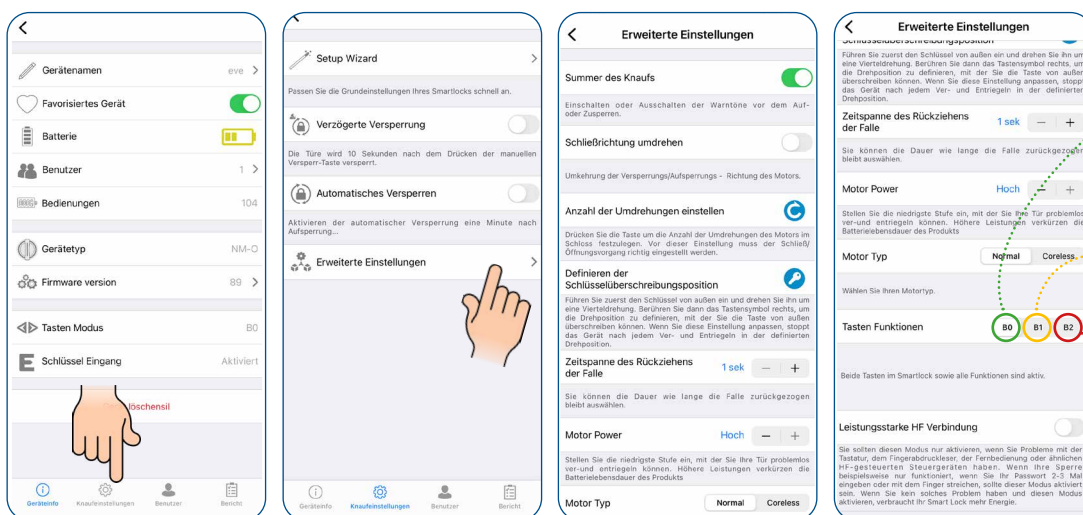 Gerätenamen
eve
Favorisiertes Gerät
Batterie
Benutzer
1
Bedienungen
104
Gerätetyp
NM-O
Firmware version
89
Tasten Modus
B0
Schlüssel Eingang
Aktiviert
löschensil
Geräteinfo
Knaufeinstellungen
Benutzer
Bericht
Setup Wizard
Passen Sie die Grundeinstellungen Ihres Smartlocks schnell an.
Verzögerte Versperrung
Die Türe wird 10 Sekunden nach dem Drücken der manuellen
Versperr-Taste versperrt.
Automatisches Versperren
Aktivieren der automatischer Versperrung eine Minute nach
Aufsperrung...
Erweiterte Einstellungen
Geräteinfo
Knaufeinstellungen
Benutzer
Bericht
Erweiterte Einstellungen
Summer des Knaufs
Einschalten oder Ausschalten der Warntöne vor dem Auf-
oder Zusperren.
Schließrichtung umdrehen
Umkehrung der Versperrungs/Aufsperrungs - Richtung des Motors.
Anzahl der Umdrehungen einstellen
Drücken Sie die Taste um die Anzahl der Umdrehungen des Motors im
Schloss festzulegen. Vor dieser Einstellung muss der Schließ/
Öffnungsvorgang richtig eingestellt werden.
Definieren der
Schlüsselüberschreibungsposition
Führen Sie zuerst den Schlüssel von außen ein und drehen Sie ihn um
eine Vierteldrehung. Berühren Sie dann das Tastensymbol rechts, um
die Drehposition zu definieren, mit der Sie die Taste von außen
überschreiben können. Wenn Sie diese Einstellung anpassen, stoppt
das Gerät nach jedem Ver- und Entriegeln in der definierten
Drehposition.
Zeitspanne des Rückziehens
der Falle
1 sek
Sie können die Dauer wie lange die Falle zurückgezogen
bleibt auswählen.
Motor Power
Hoch
Stellen Sie die niedrigste Stufe ein, mit der Sie Ihre Tür problemlos
ver-und entriegeln können. Höhere Leistungen verkürzen die
Batterielebensdauer des Produkts
Motor Typ
Normal
Coreless
Erweiterte Einstellungen
Schlüsselüberschreibungsposition
Führen Sie zuerst den Schlüssel von außen ein und drehen Sie ihn um
eine Vierteldrehung. Berühren Sie dann das Tastensymbol rechts, um
die Drehposition zu definieren, mit der Sie die Taste von außen
überschreiben können. Wenn Sie diese Einstellung anpassen, stoppt
das Gerät nach jedem Ver- und Entriegeln in der definierten
Drehposition.
Zeitspanne des Rückziehens
der Falle
1 sek
Sie können die Dauer wie lange die Falle zurückgezogen
bleibt auswählen.
Motor Power
Hoch
Stellen Sie die niedrigste Stufe ein, mit der Sie Ihre Tür problemlos
ver-und entriegeln können. Höhere Leistungen verkürzen die
Batterielebensdauer des Produkts
Motor Typ
Normal
Coreless
Wählen Sie Ihren Motortyp.
Tasten Funktionen
B0
B1
B2
Beide Tasten im Smartlock sowie alle Funktionen sind aktiv.
Leistungsstarke HF Verbindung
Sie sollten diesen Modus nur aktivieren, wenn Sie Probleme mit der
Tastatur, dem Fingerabdruckleser, der Fernbedienung oder ähnlichen
HF-gesteuerten Steuergeräten haben. Wenn Ihre Sperre
beispielsweise nur funktioniert, wenn Sie Ihr Passwort 2-3 Mal
eingeben oder mit dem Finger streichen, sollte dieser Modus aktiviert
sein. Wenn Sie kein solches Problem haben und diesen Modus
aktivieren, verbraucht Ihr Smart Lock mehr Energie.